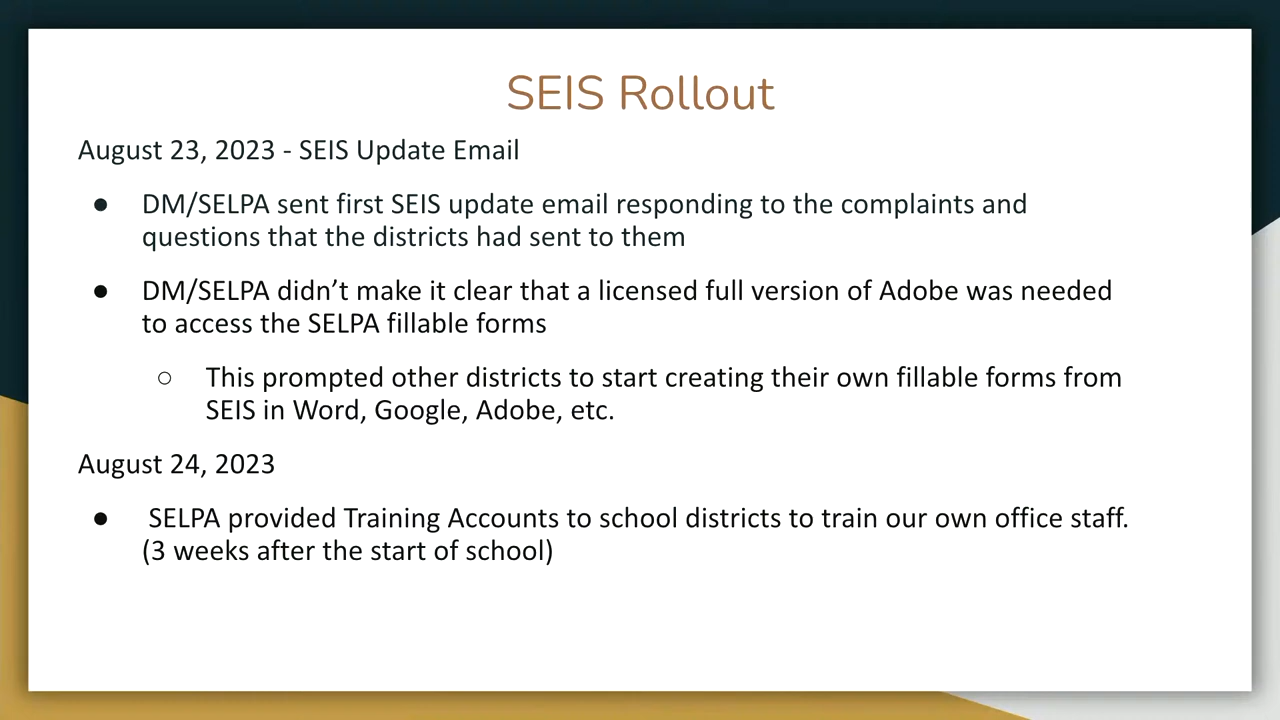 SEIS Rollout
August 23, 2023 - SEIS Update Email
● DM/SELPA sent first SEIS update email responding to the complaints and
questions that the districts had sent to them
● DM/SELPA didn’t make it clear that a licensed full version of Adobe was needed
to access the SELPA fillable forms
○ This prompted other districts to start creating their own fillable forms from
SEIS in Word, Google, Adobe, etc.
August 24, 2023
● SELPA provided Training Accounts to school districts to train our own office staff.
(3 weeks after the start of school)